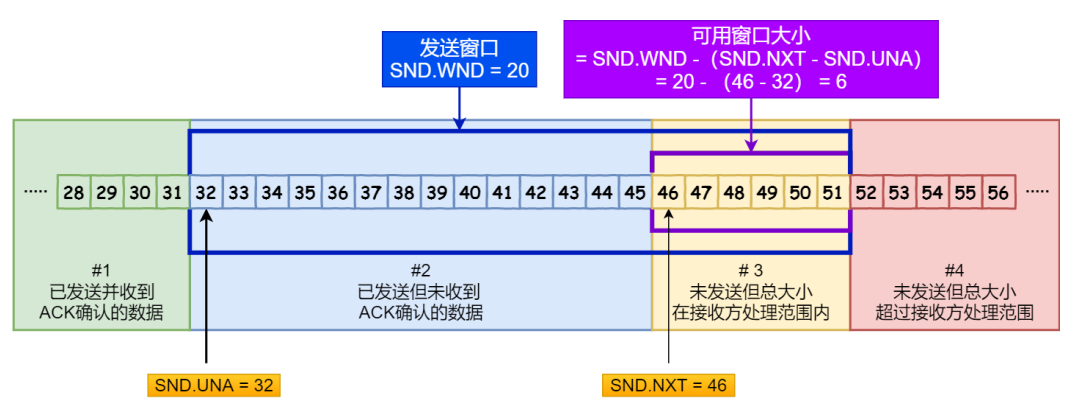 发送窗口
SND.WND = 20
可用窗口大小
= SND.WND -（SND.NXT - SND.UNA）
= 20 - （46 - 32） = 6
..... 28 29 30 31 32 33 34 35 36 37 38 39 40 41 42 43 44 45 46 47 48 49 50 51 52 53 54 55 56 .....
#1
已发送并收到
ACK确认的数据
#2
已发送但未收到
ACK确认的数据
# 3
未发送但总大小
在接收方处理范围内
#4
未发送但总大小
超过接收方处理范围
SND.UNA = 32
SND.NXT = 46